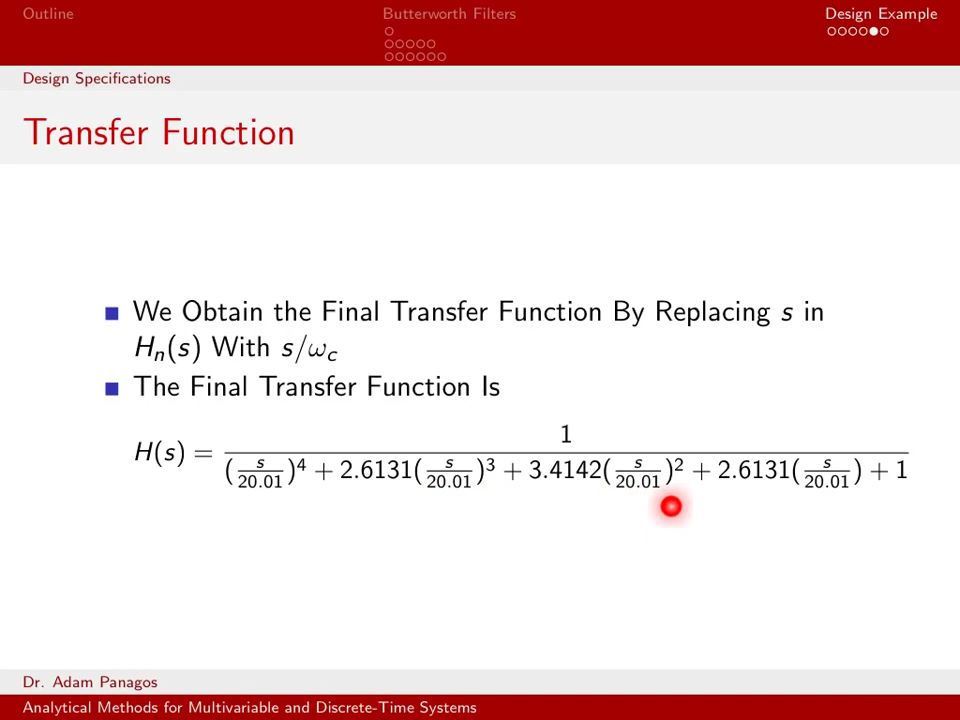 Outline
Butterworth Filters
Design Example
Design Specifications
Transfer Function
We Obtain the Final Transfer Function By Replacing s in
Hₙ(s) With s/ω_c
The Final Transfer Function Is
H(s) = 1 / ((s/20.01)⁴ + 2.6131(s/20.01)³ + 3.4142(s/20.01)² + 2.6131(s/20.01) + 1)
Dr. Adam Panagos
Analytical Methods for Multivariable and Discrete-Time Systems